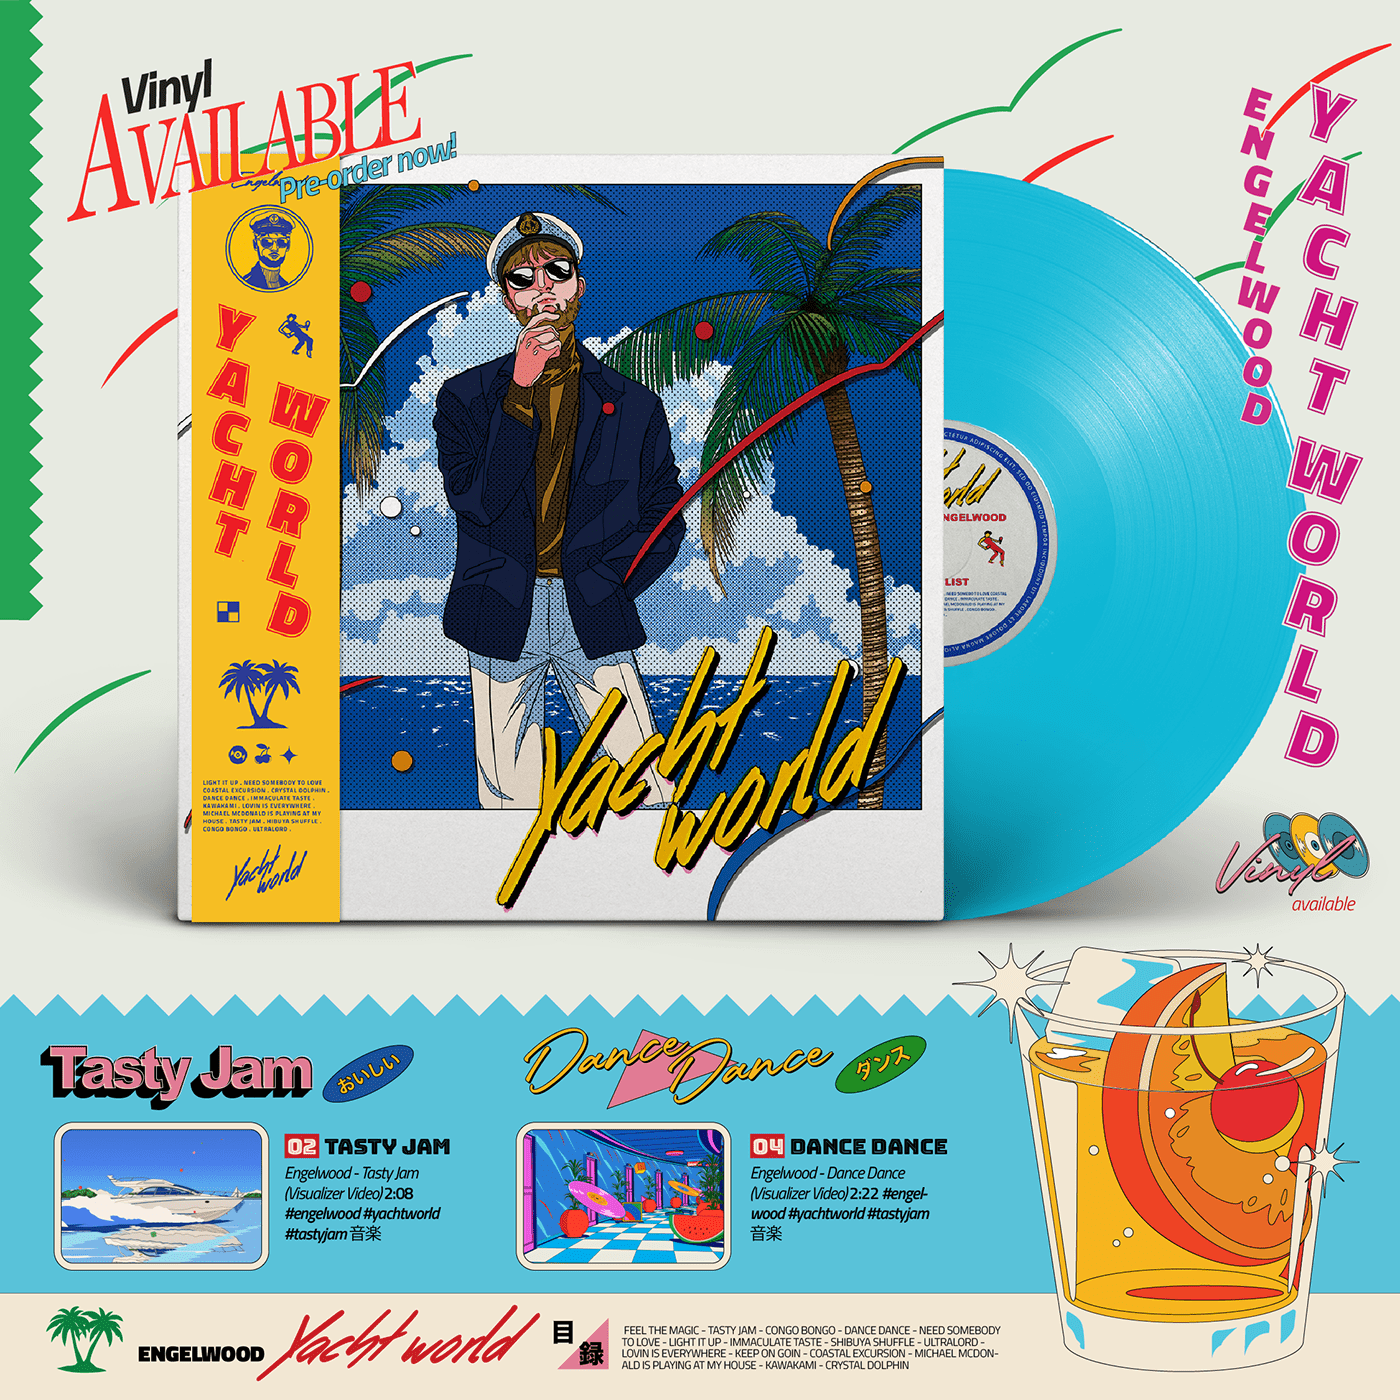 Vinyl
AVAILABLE
Pre-order now!
ENGELWOOD
YACHT WORLD
YACHT
WORLD
LIGHT IT UP . NEED SOMEBODY TO LOVE
COASTAL EXCURSION . CRYSTAL DOLPHIN .
DANCE DANCE . IMMACULATE TASTE .
KAWAKAMI . LOVIN IS EVERYWHERE .
MICHAEL MCDONALD IS PLAYING AT MY
HOUSE . TASTY JAM . HIBUYA SHUFFLE .
CONGO BONGO . ULTRALORD .
Yacht
world
Yacht
world
world
ENGELWOOD
LIST
Vinyl
available
Tasty Jam
おいしい
02 TASTY JAM
Engelwood - Tasty Jam
(Visualizer Video) 2:08
#engelwood #yachtworld
#tastyjam 音楽
Dance Dance
ダンス
04 DANCE DANCE
Engelwood - Dance Dance
(Visualizer Video) 2:22 #engel-
wood #yachtworld #tastyjam
音楽
ENGELWOOD
Yacht world
目録
FEEL THE MAGIC - TASTY JAM - CONGO BONGO - DANCE DANCE - NEED SOMEBODY
TO LOVE - LIGHT IT UP - IMMACULATE TASTE - SHIBUYA SHUFFLE - ULTRALORD -
LOVIN IS EVERYWHERE - KEEP ON GOIN - COASTAL EXCURSION - MICHAEL MCDON-
ALD IS PLAYING AT MY HOUSE - KAWAKAMI - CRYSTAL DOLPHIN